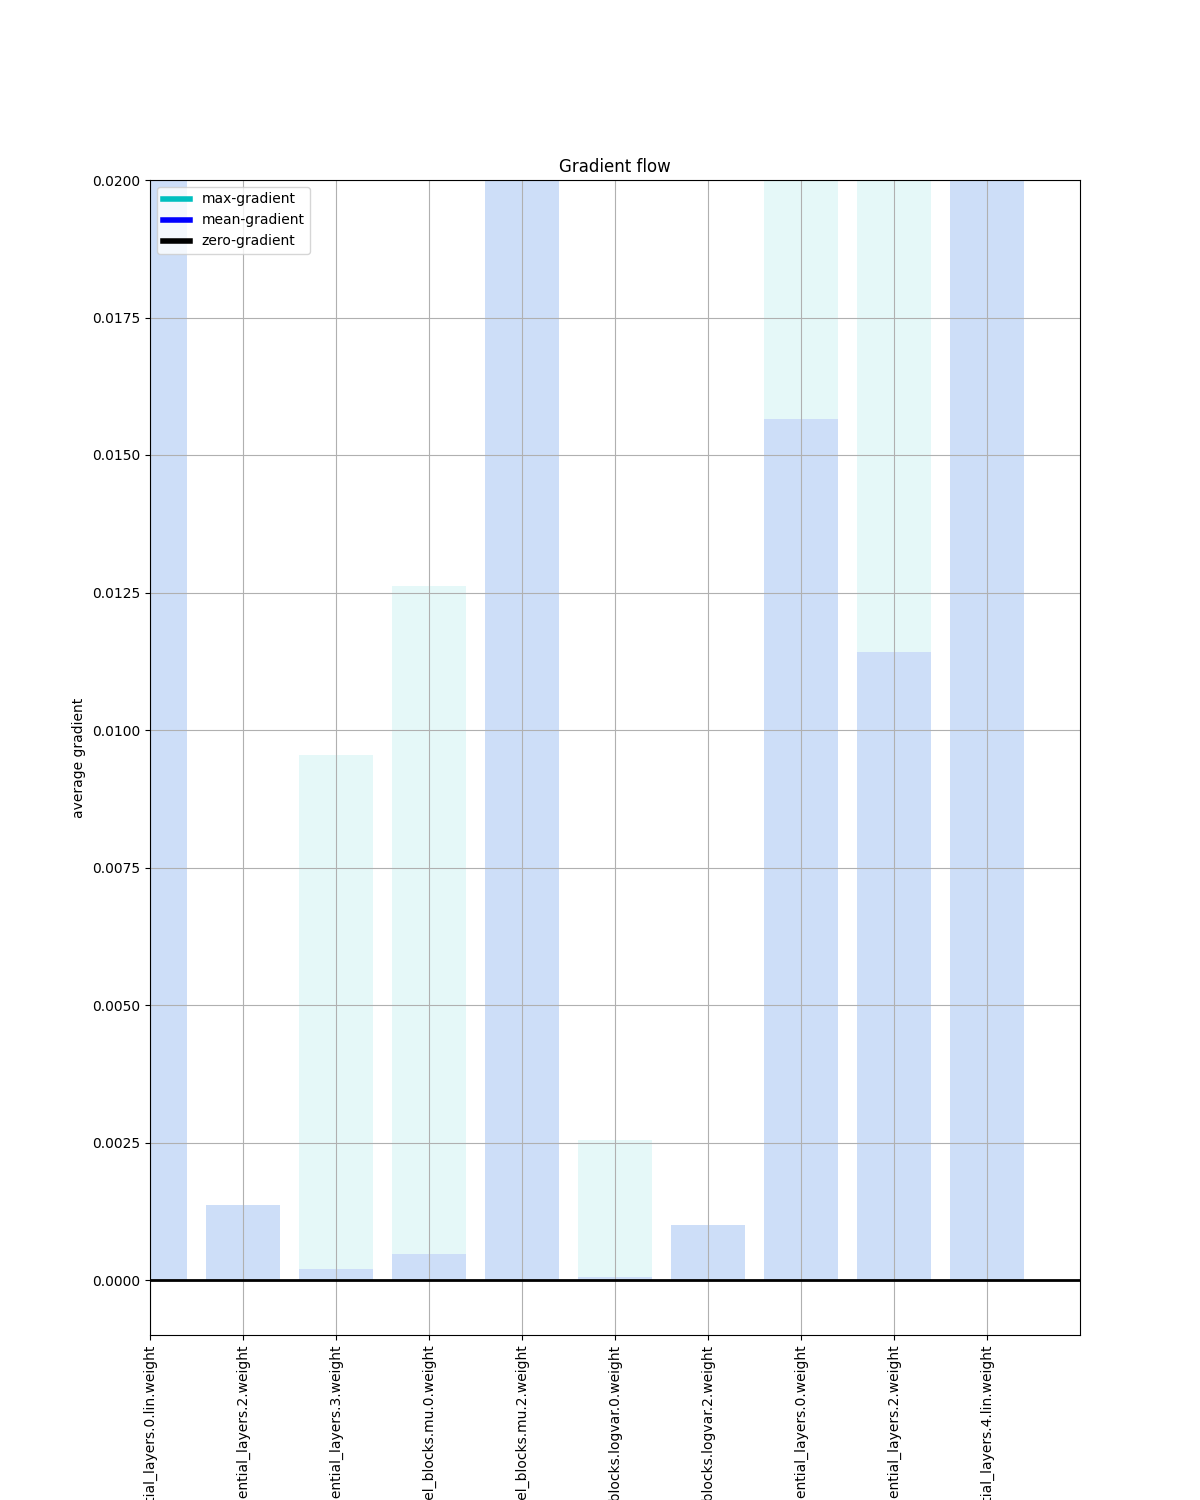 Gradient flow
max-gradient
mean-gradient
zero-gradient
0.0200
0.0175
0.0150
0.0125
0.0100
0.0075
0.0050
0.0025
0.0000
average gradient
tial_layers.0.lin.weight
ential_layers.2.weight
ential_layers.3.weight
el_blocks.mu.0.weight
el_blocks.mu.2.weight
blocks.logvar.0.weight
blocks.logvar.2.weight
ential_layers.0.weight
ential_layers.2.weight
tial_layers.4.lin.weight